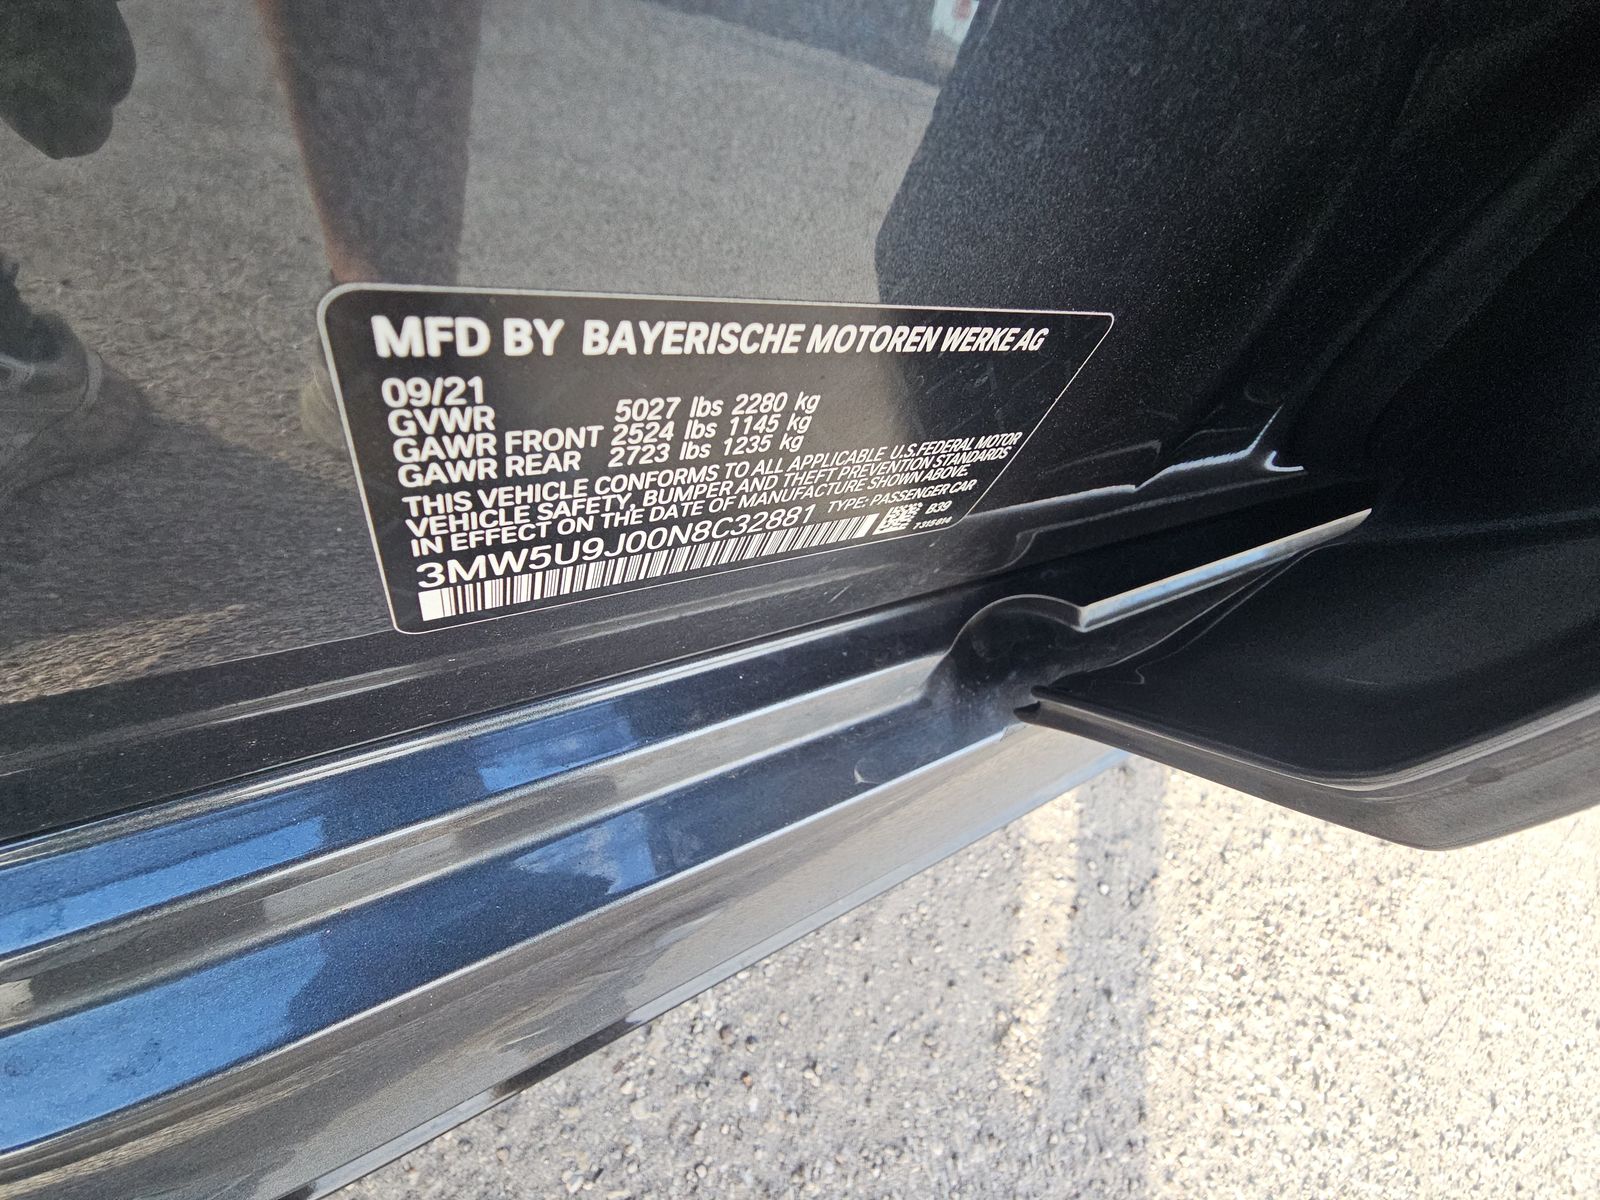 MFD BY BAYERISCHE MOTOREN WERKE AG
09/21
GVWR 5027 lbs 2280 kg
GAWR FRONT 2524 lbs 1145 kg
GAWR REAR 2723 lbs 1235 kg
THIS VEHICLE CONFORMS TO ALL APPLICABLE U.S. FEDERAL MOTOR
VEHICLE SAFETY, BUMPER AND THEFT PREVENTION STANDARDS
IN EFFECT ON THE DATE OF MANUFACTURE SHOWN ABOVE.
3MW5U9J00N8C32881 TYPE: PASSENGER CAR
B39
7315614